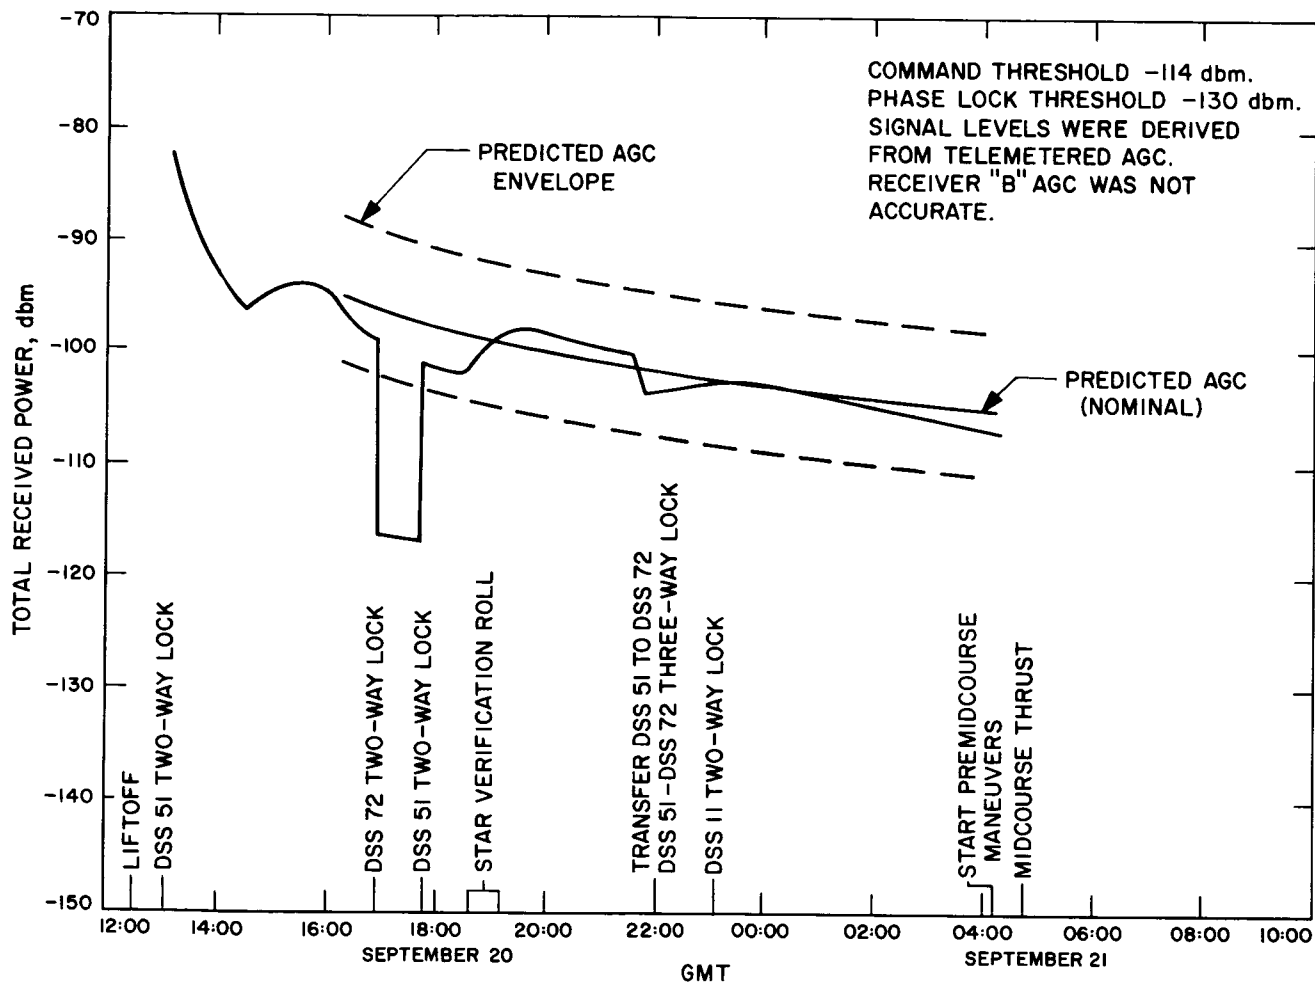 -70
-80
-90
-100
-110
-120
-130
-140
-150
TOTAL RECEIVED POWER, dbm
COMMAND THRESHOLD -114 dbm.
PHASE LOCK THRESHOLD -130 dbm.
SIGNAL LEVELS WERE DERIVED
FROM TELEMETERED AGC.
RECEIVER "B" AGC WAS NOT
ACCURATE.
PREDICTED AGC
ENVELOPE
PREDICTED AGC
(NOMINAL)
LIFTOFF
DSS 51 TWO-WAY LOCK
DSS 72 TWO-WAY LOCK
DSS 51 TWO-WAY LOCK
STAR VERIFICATION ROLL
TRANSFER DSS 51 TO DSS 72
DSS 51-DSS 72 THREE-WAY LOCK
DSS 11 TWO-WAY LOCK
START PREMIDCOURSE
MANEUVERS
MIDCOURSE THRUST
12:00 14:00 16:00 18:00 20:00 22:00 00:00 02:00 04:00 06:00 08:00 10:00
SEPTEMBER 20 SEPTEMBER 21
GMT